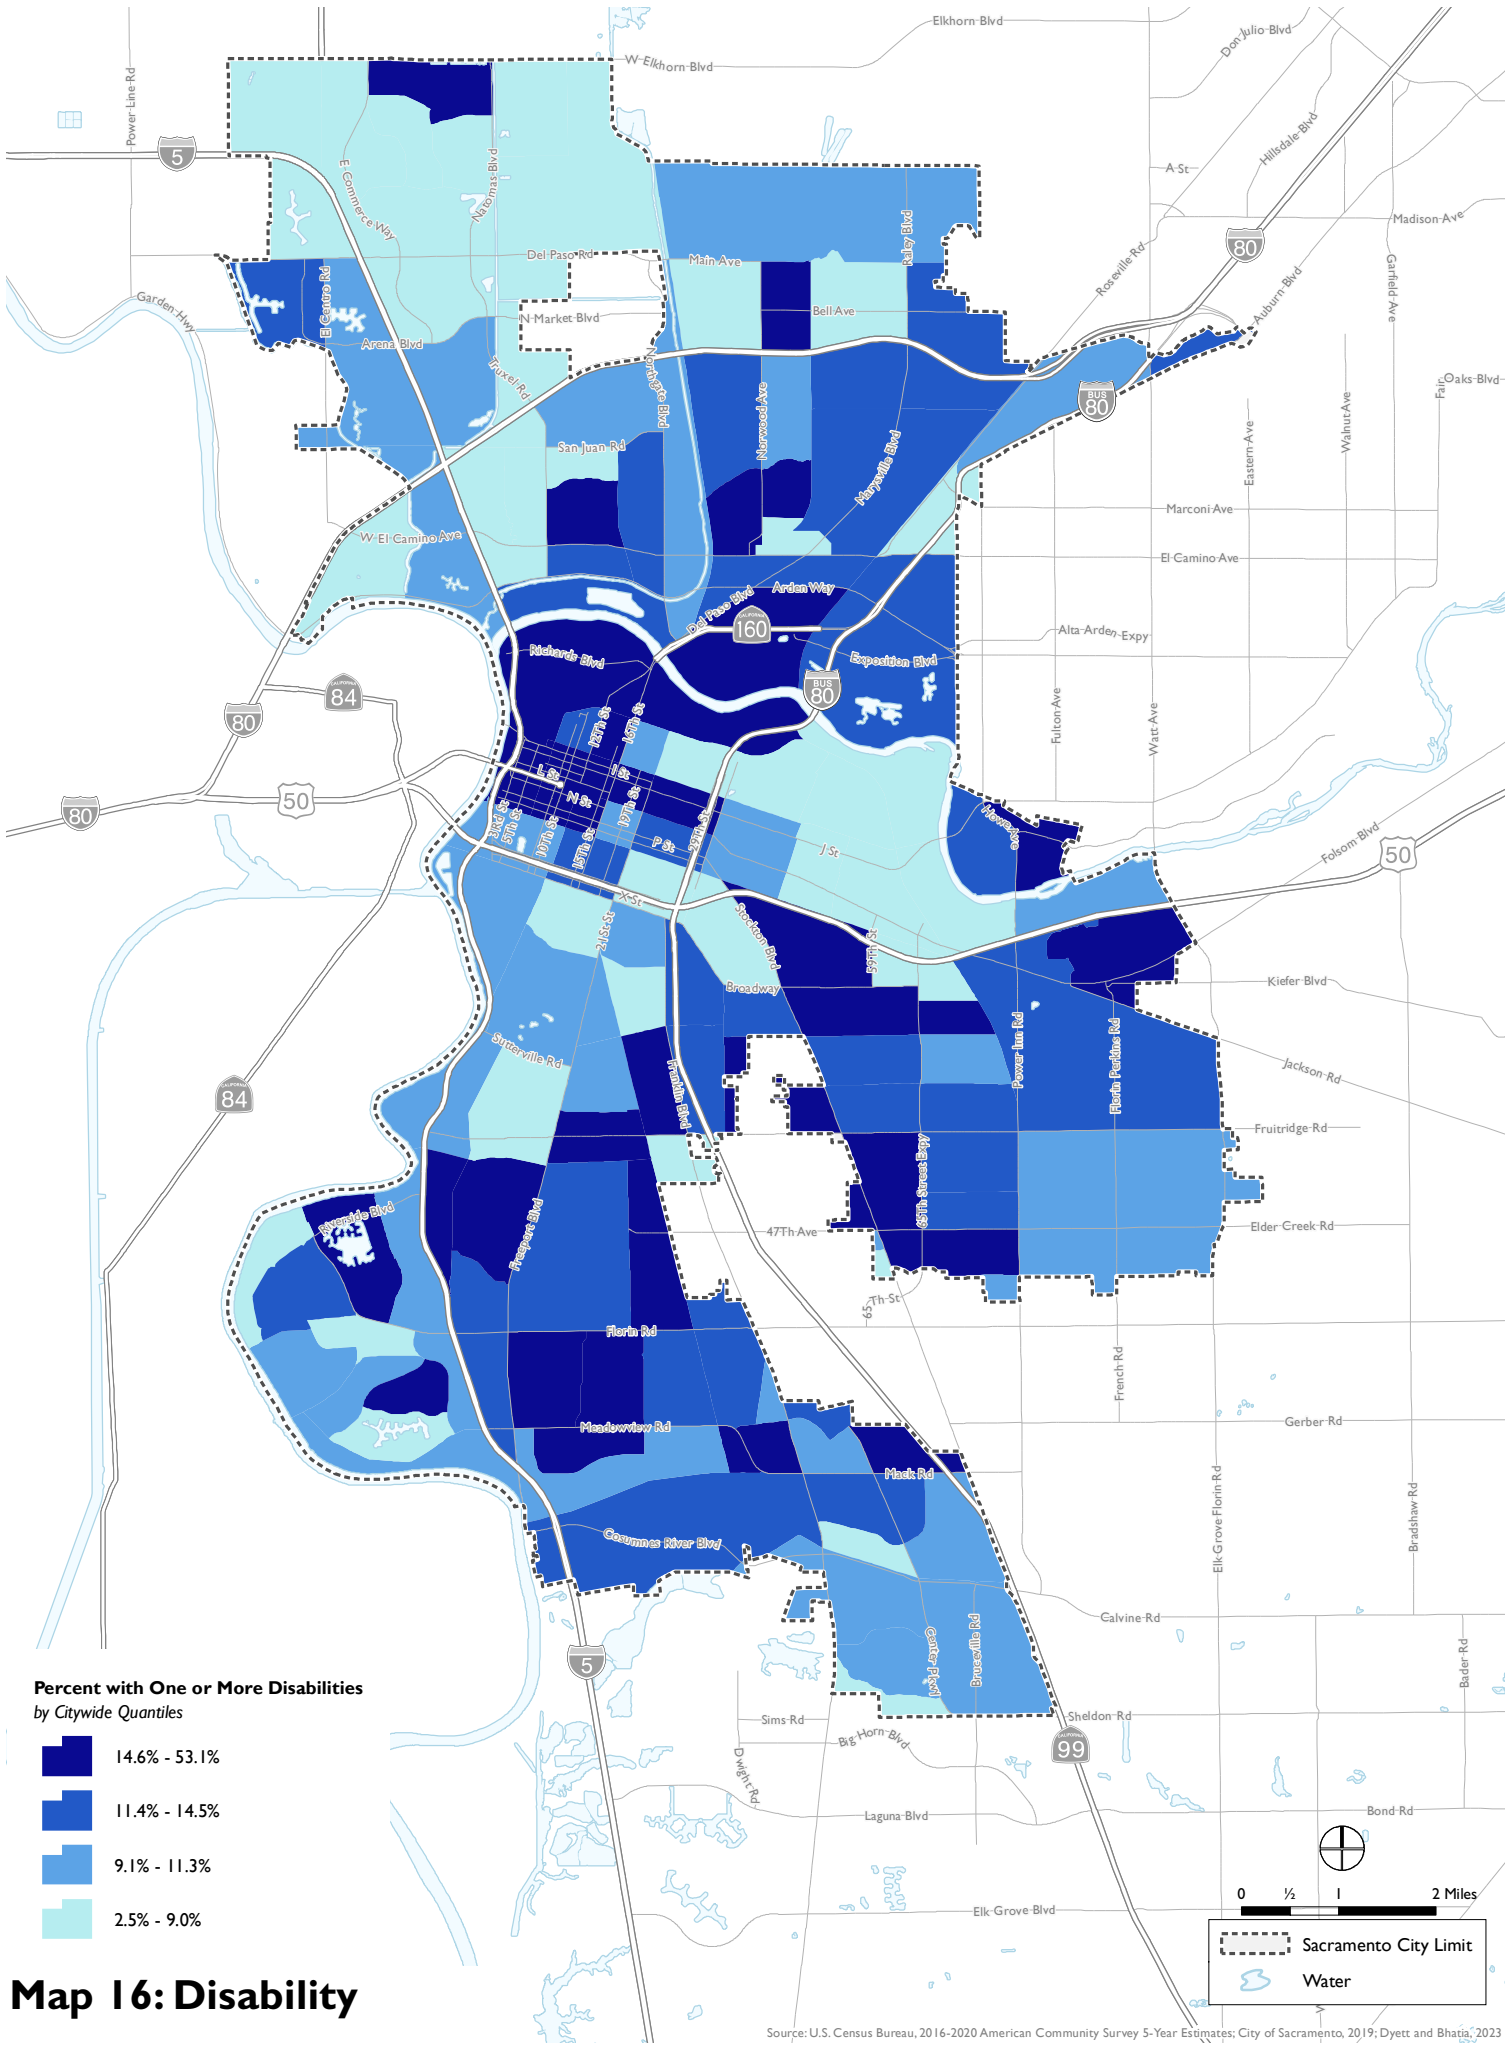 Elkhorn Blvd
Don Julio Blvd
W Elkhorn Blvd
Power Line Rd
Hillsdale Blvd
5
E Commerce Way
Natomas Blvd
A St
Madison Ave
Raley Blvd
80
Roseville Rd
Garfield Ave
Del Paso Rd
Main Ave
Auburn Blvd
Garden Hwy
El Centro Rd
N Market Blvd
Bell Ave
Arena Blvd
Truxel Rd
Northgate Blvd
Norwood Ave
BUS
80
Fair Oaks Blvd
Eastern Ave
Walnut Ave
San Juan Rd
Marysville Blvd
Marconi Ave
W El Camino Ave
El Camino Ave
Arden Way
Del Paso Blvd
CALIFORNIA
160
Alta Arden Expy
Richards Blvd
Exposition Blvd
CALIFORNIA
84
BUS
80
80
Fulton Ave
Watt Ave
12Th St
16Th St
L St
I St
N St
50
80
3Rd St
5Th St
10Th St
15Th St
19Th St
29Th St
P St
J St
Howe Ave
Folsom Blvd
50
X St
21St St
Stockton Blvd
59Th St
Broadway
Kiefer Blvd
Sutterville Rd
Franklin Blvd
Power Inn Rd
Florin Perkins Rd
Jackson Rd
CALIFORNIA
84
Fruitridge Rd
65Th Street Expy
Riverside Blvd
Freeport Blvd
47Th Ave
Elder Creek Rd
65Th St
Florin Rd
French Rd
Meadowview Rd
Gerber Rd
Mack Rd
Elk Grove Florin Rd
Bradshaw Rd
Cosumnes River Blvd
Calvine Rd
Center Pkwy
Bruceville Rd
Bader Rd
5
Sims Rd
Sheldon Rd
Big Horn Blvd
CALIFORNIA
99
Dwight Rd
Laguna Blvd
Bond Rd
Elk Grove Blvd
Percent with One or More Disabilities
by Citywide Quantiles
14.6% - 53.1%
11.4% - 14.5%
9.1% - 11.3%
2.5% - 9.0%
0 ½ 1 2 Miles
Sacramento City Limit
Water
Map 16: Disability
Source: U.S. Census Bureau, 2016-2020 American Community Survey 5-Year Estimates; City of Sacramento, 2019; Dyett and Bhatia, 2023